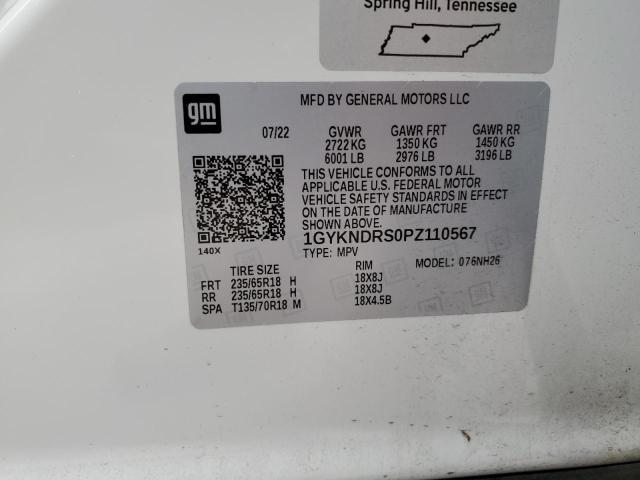 Spring Hill, Tennessee
gm
MFD BY GENERAL MOTORS LLC
07/22 GVWR GAWR FRT GAWR RR
2722 KG 1350 KG 1450 KG
6001 LB 2976 LB 3196 LB
THIS VEHICLE CONFORMS TO ALL
APPLICABLE U.S. FEDERAL MOTOR
VEHICLE SAFETY STANDARDS IN EFFECT
ON THE DATE OF MANUFACTURE
SHOWN ABOVE.
140X
1GYKNDRS0PZ110567
TYPE: MPV MODEL: 076NH26
TIRE SIZE RIM
FRT 235/65R18 H 18X8J
RR 235/65R18 H 18X8J
SPA T135/70R18 M 18X4.5B